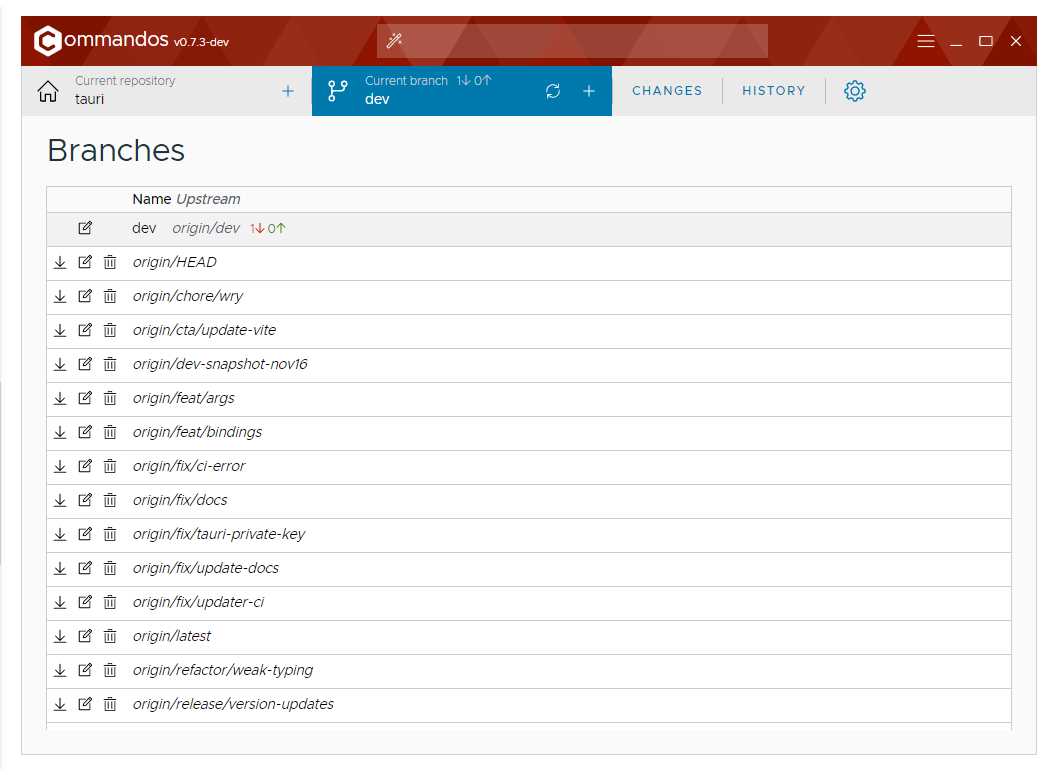 Commandos v0.7.3-dev
Current repository
tauri
Current branch 1↓ 0↑
dev
CHANGES
HISTORY
Branches
Name Upstream
dev origin/dev 1↓ 0↑
origin/HEAD
origin/chore/wry
origin/cta/update-vite
origin/dev-snapshot-nov16
origin/feat/args
origin/feat/bindings
origin/fix/ci-error
origin/fix/docs
origin/fix/tauri-private-key
origin/fix/update-docs
origin/fix/updater-ci
origin/latest
origin/refactor/weak-typing
origin/release/version-updates